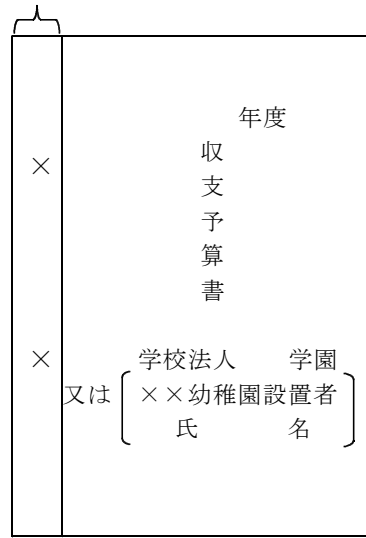 年度
収
支
予
算
書
×
×
学校法人　　学園
又は
××幼稚園設置者
氏　　　名